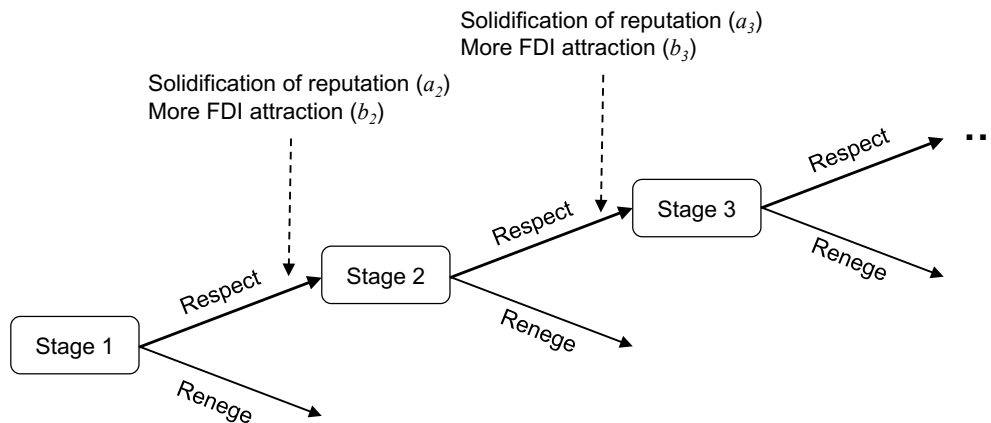 Solidification of reputation (a₃)
More FDI attraction (b₃)
Solidification of reputation (a₂)
More FDI attraction (b₂)
Respect
..
Respect
Stage 3
Renege
Respect
Stage 2
Renege
Stage 1
Renege